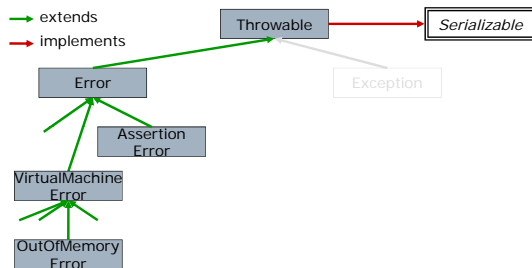 extends
implements
Throwable
Serializable
Error
Exception
Assertion
Error
VirtualMachine
Error
OutOfMemory
Error